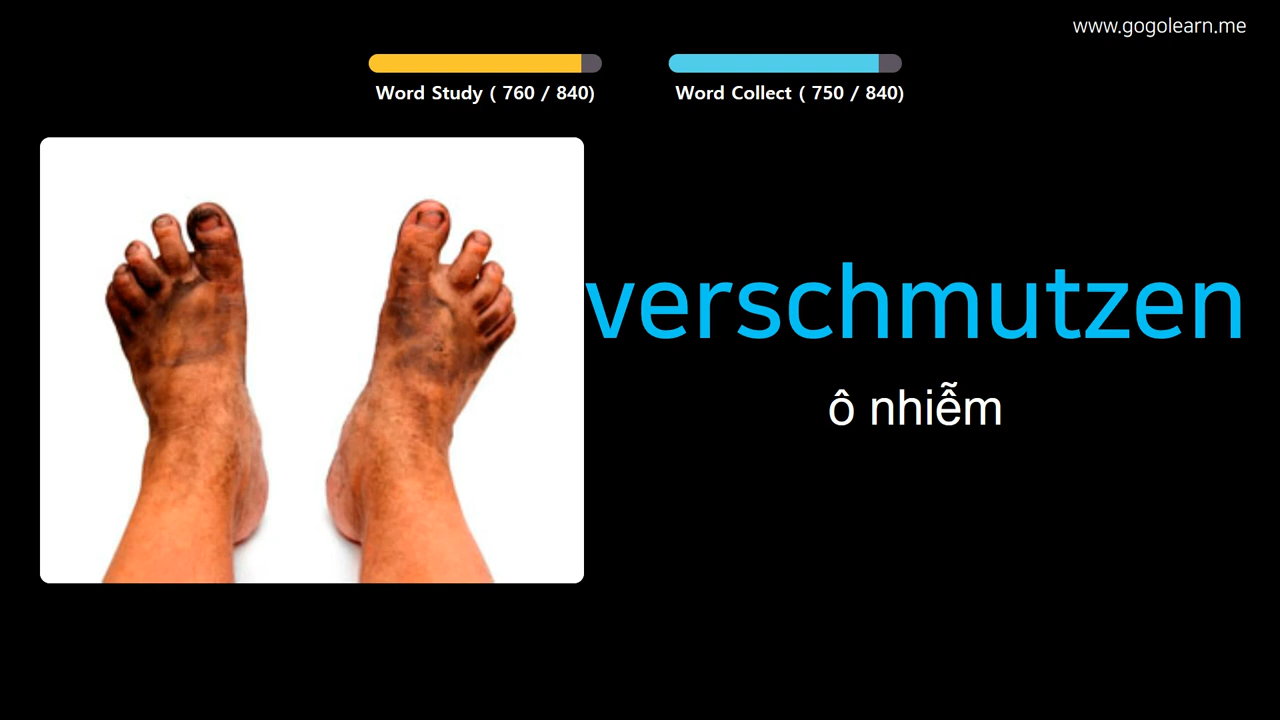 www.gogolearn.me
Word Study ( 760 / 840)
Word Collect ( 750 / 840)
verschmutzen
ô nhiễm